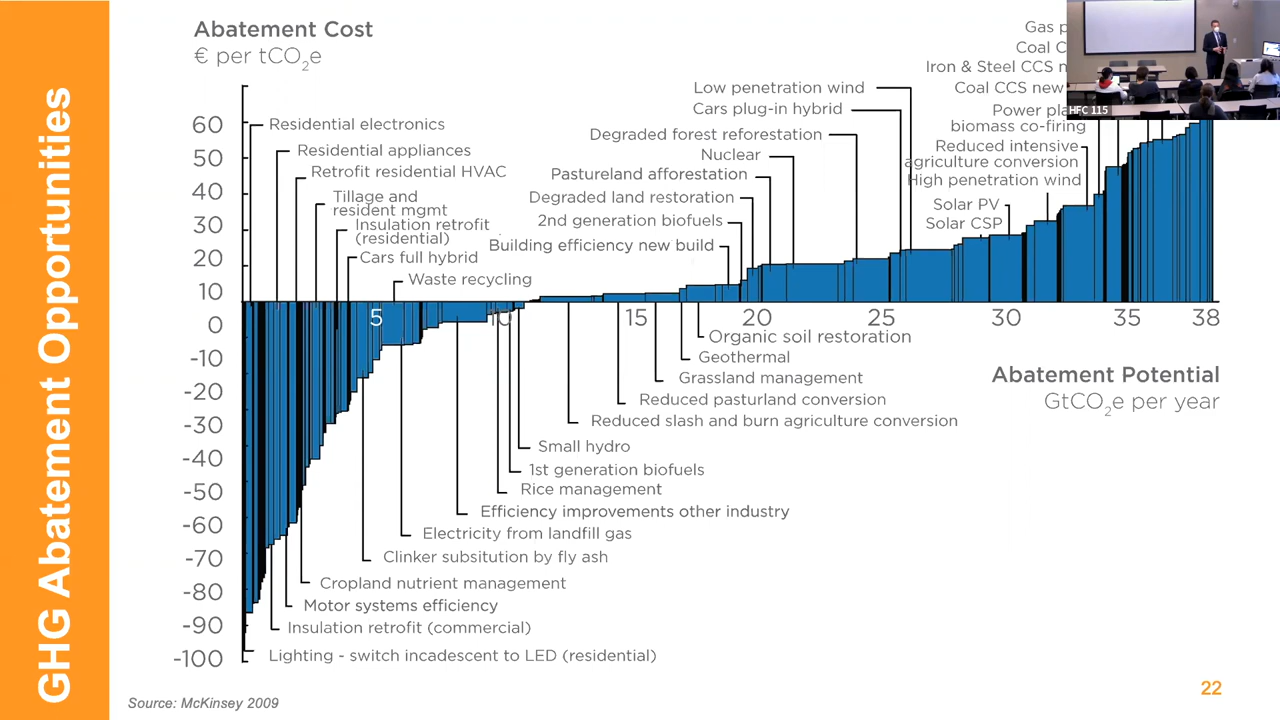 GHG Abatement Opportunities
Abatement Cost
€ per tCO2e
60
50
40
30
20
10
0
-10
-20
-30
-40
-50
-60
-70
-80
-90
-100
Residential electronics
Residential appliances
Retrofit residential HVAC
Tillage and
resident mgmt
Insulation retrofit
(residential)
Cars full hybrid
Waste recycling
Low penetration wind
Cars plug-in hybrid
Degraded forest reforestation
Nuclear
Pastureland afforestation
Degraded land restoration
2nd generation biofuels
Building efficiency new build
Gas
Coal
Iron & Steel CCS
Coal CCS new
Power
biomass co-firing
Reduced intensive
agriculture conversion
High penetration wind
Solar PV
Solar CSP
HFC 115
5
10
15
20
25
30
35
38
Organic soil restoration
Geothermal
Grassland management
Reduced pasturland conversion
Reduced slash and burn agriculture conversion
Small hydro
1st generation biofuels
Rice management
Efficiency improvements other industry
Electricity from landfill gas
Clinker subsitution by fly ash
Cropland nutrient management
Motor systems efficiency
Insulation retrofit (commercial)
Lighting - switch incadescent to LED (residential)
Abatement Potential
GtCO2e per year
Source: McKinsey 2009
22